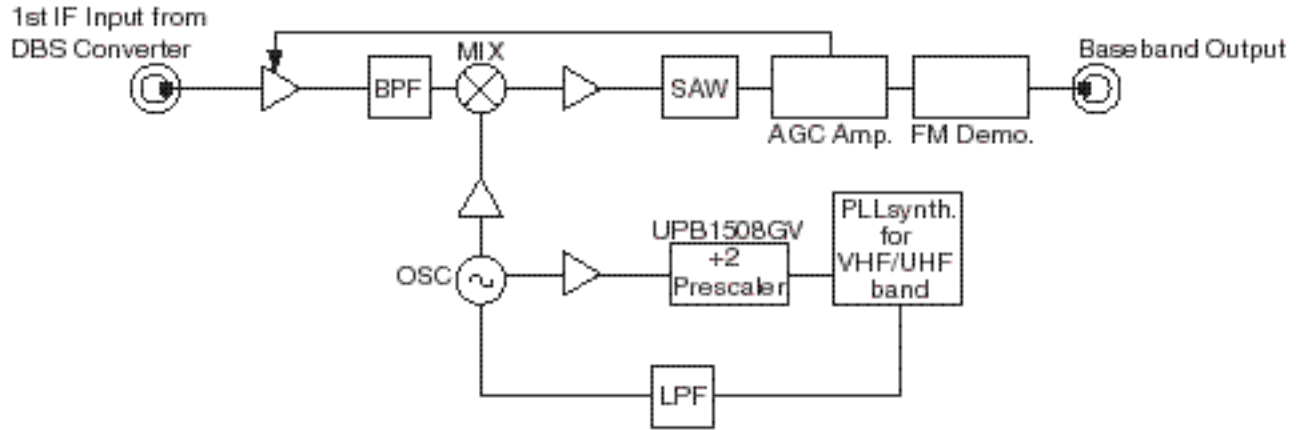 1st IF Input from
DBS Converter
MIX
Baseband Output
BPF
SAW
AGC Amp.
FM Demo.
PLLsynth.
for
VHF/UHF
band
UPB1508GV
÷2
Prescaler
OSC
LPF